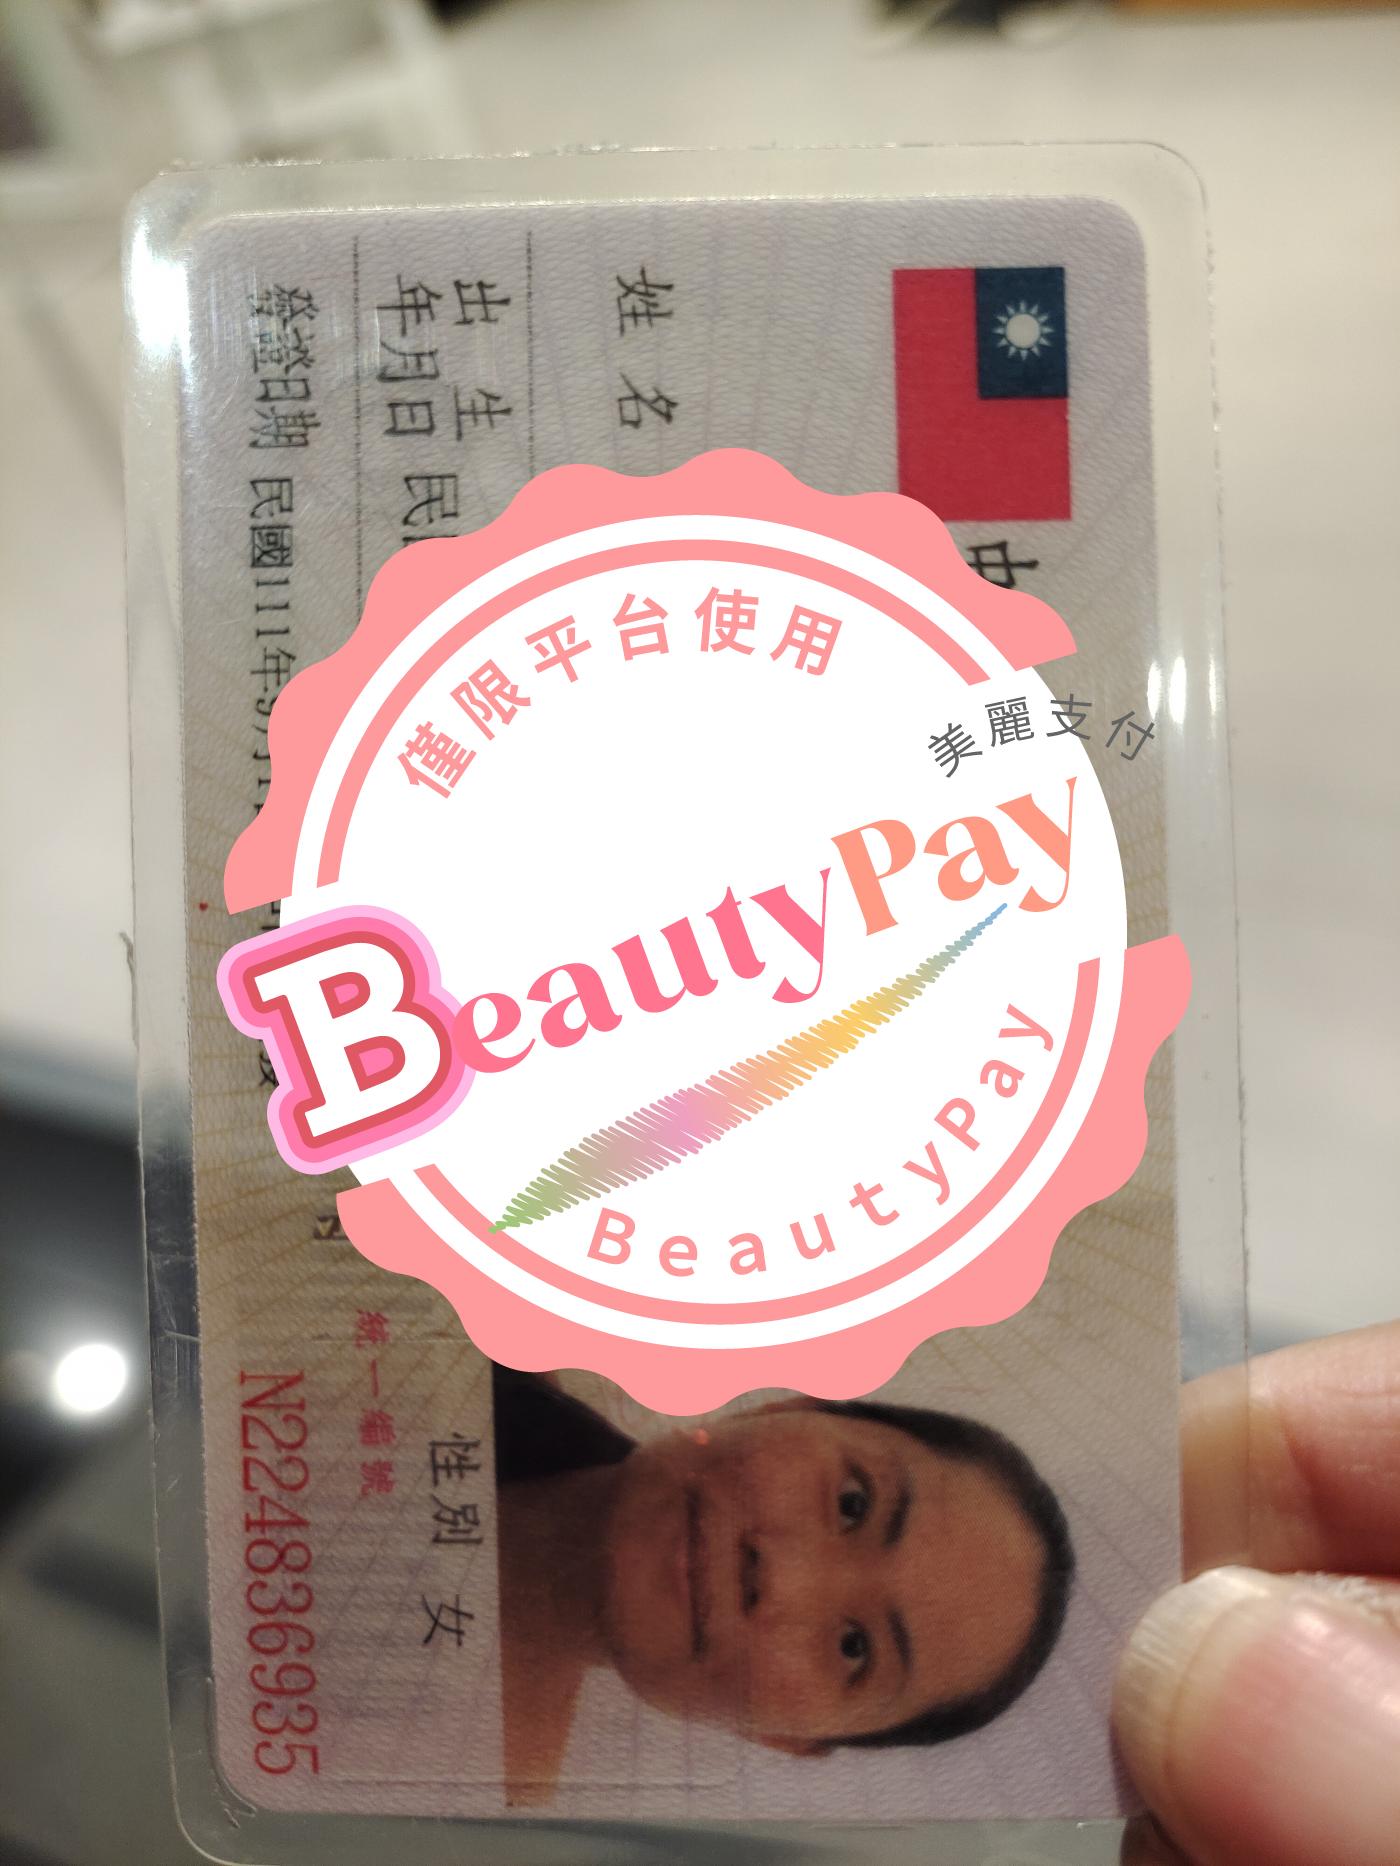 中
姓名
出生
年月日 民
發證日期 民國111年
性別 女
統一編號
N224836935
僅限平台使用
美麗支付
BeautyPay
BeautyPay